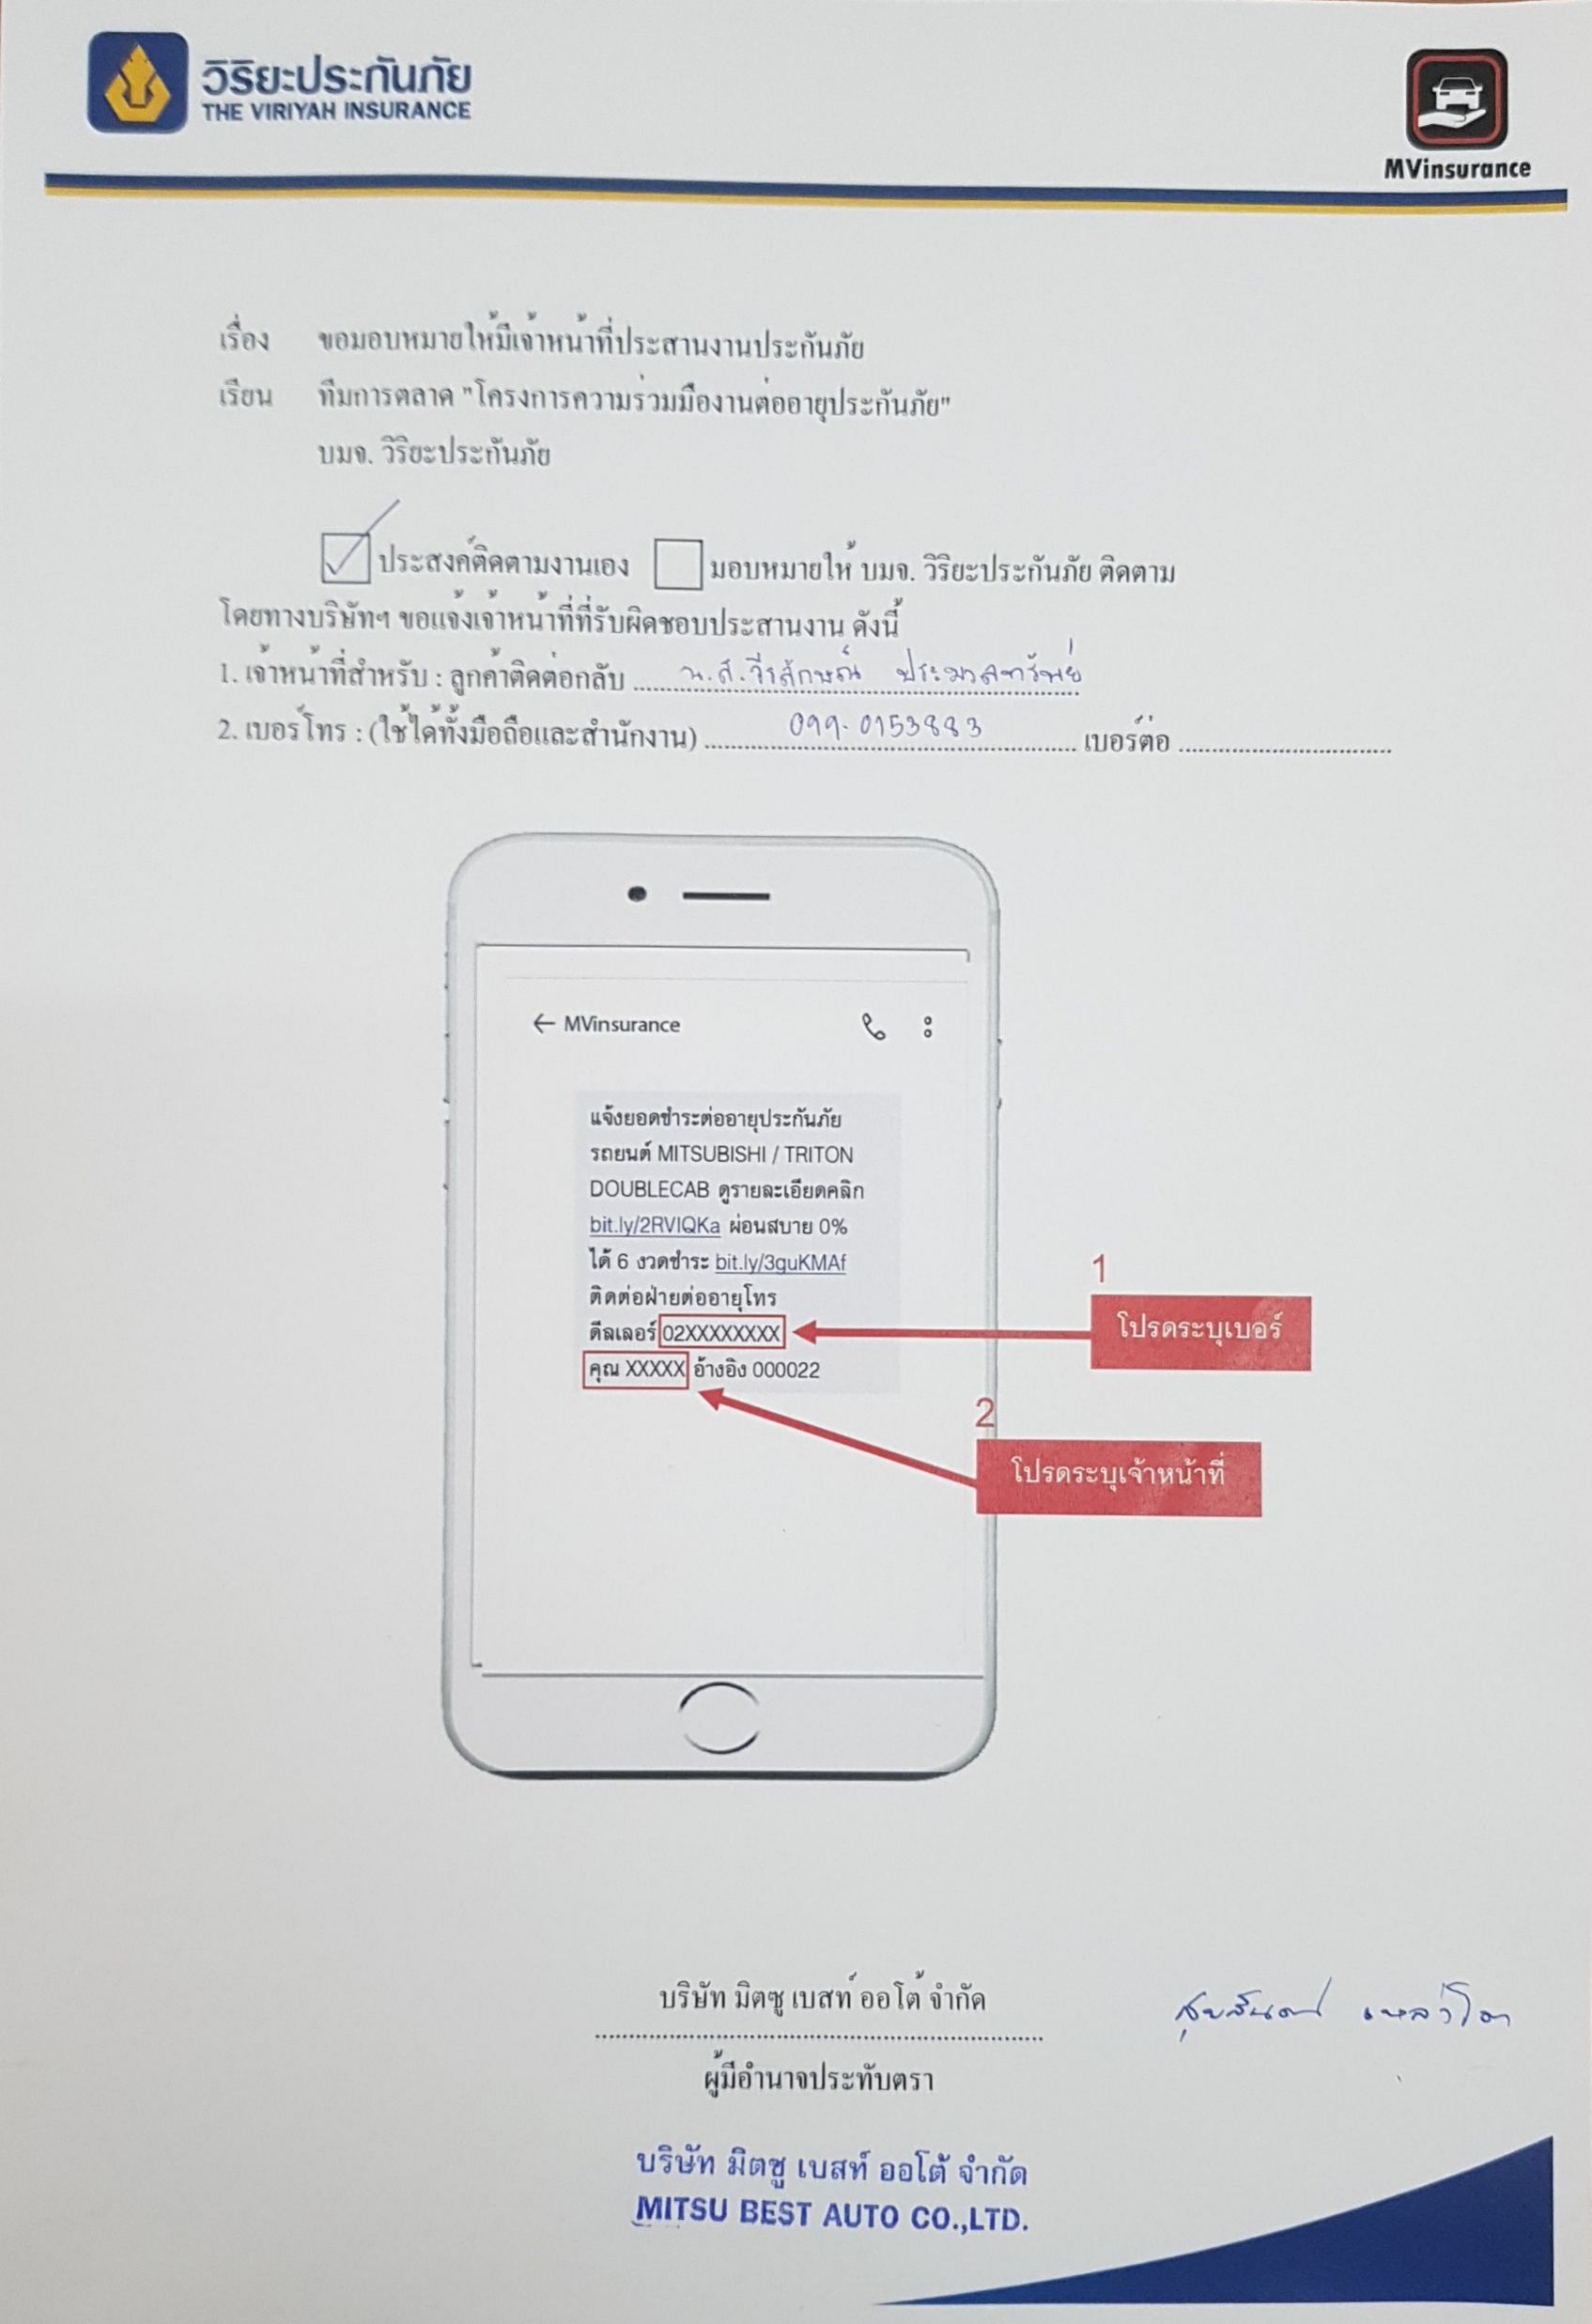 วิริยะประกันภัย
THE VIRIYAH INSURANCE
MVinsurance
เรื่อง ขอมอบหมายให้มีเจ้าหน้าที่ประสานงานประกันภัย
เรียน ทีมการตลาด "โครงการความร่วมมืองานต่ออายุประกันภัย"
บมจ. วิริยะประกันภัย
ประสงค์ติดตามงานเอง มอบหมายให้ บมจ. วิริยะประกันภัย ติดตาม
โดยทางบริษัทฯ ขอแจ้งเจ้าหน้าที่ที่รับผิดชอบประสานงาน ดังนี้
1. เจ้าหน้าที่สำหรับ : ลูกค้าติดต่อกลับ น.ส.วีรลักษณ์ ประมวลทรัพย์
2. เบอร์โทร : (ใช้ได้ทั้งมือถือและสำนักงาน) 099-0153883 เบอร์ต่อ
← MVinsurance
แจ้งยอดชำระต่ออายุประกันภัย
รถยนต์ MITSUBISHI / TRITON
DOUBLECAB ดูรายละเอียดคลิก
bit.ly/2RVIQKa ผ่อนสบาย 0%
ได้ 6 งวดชำระ bit.ly/3guKMAf
ติดต่อฝ่ายต่ออายุโทร
ดีลเลอร์ 02XXXXXXXX
คุณ XXXXX อ้างอิง 000022
1
โปรดระบุเบอร์
2
โปรดระบุเจ้าหน้าที่
บริษัท มิตซู เบสท์ ออโต้ จำกัด
ผู้มีอำนาจประทับตรา
บริษัท มิตซู เบสท์ ออโต้ จำกัด
MITSU BEST AUTO CO.,LTD.